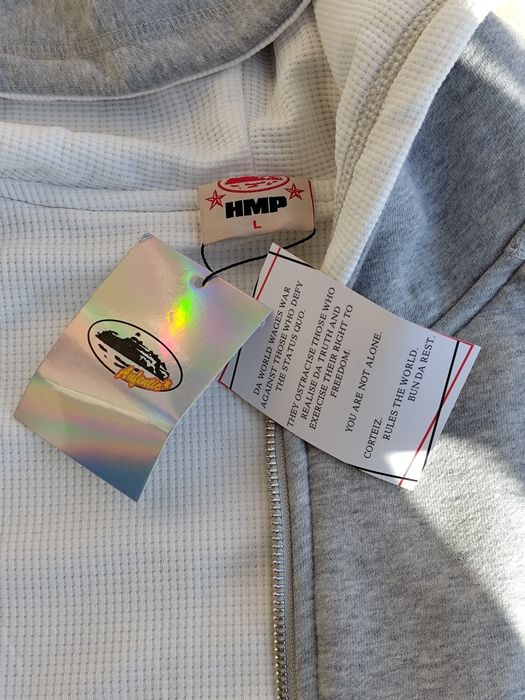 HMP
L
Authentic
DA WORLD WAGES WAR
AGAINST THOSE WHO DEFY
THE STATUS QUO.
THEY OSTRACISE THOSE WHO
REALISE DA TRUTH AND
EXERCISE THEIR RIGHT TO
FREEDOM.
YOU ARE NOT ALONE.
CORTEIZ.
RULES THE WORLD.
BUN DA REST.